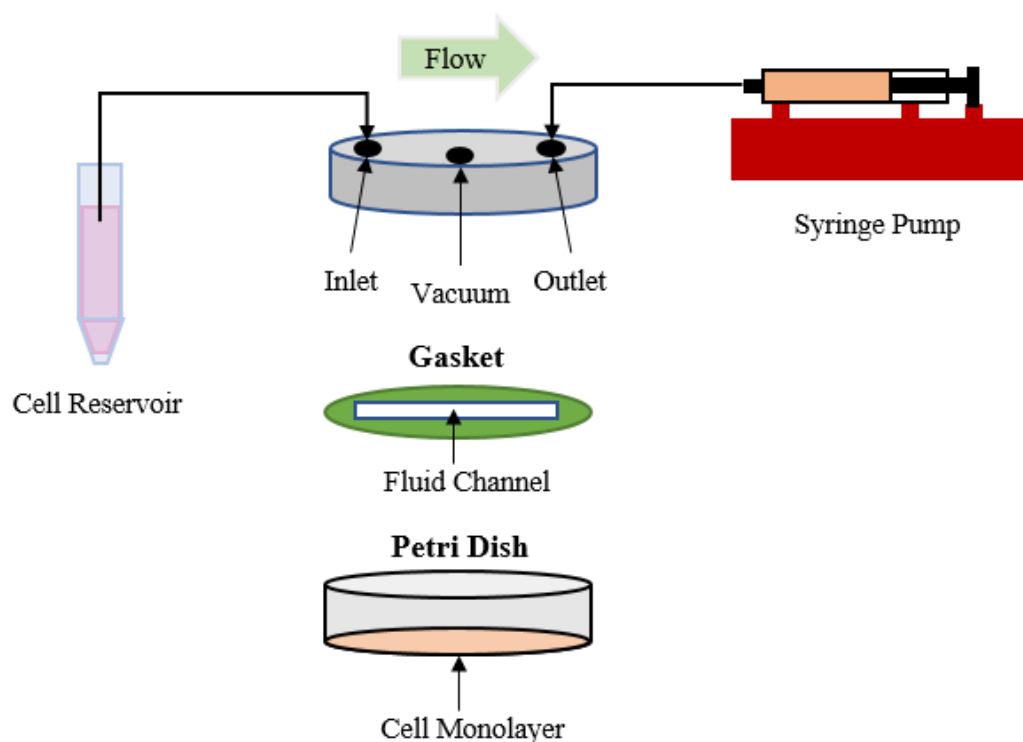 Flow
Syringe Pump
Inlet
Vacuum
Outlet
Cell Reservoir
Gasket
Fluid Channel
Petri Dish
Cell Monolayer